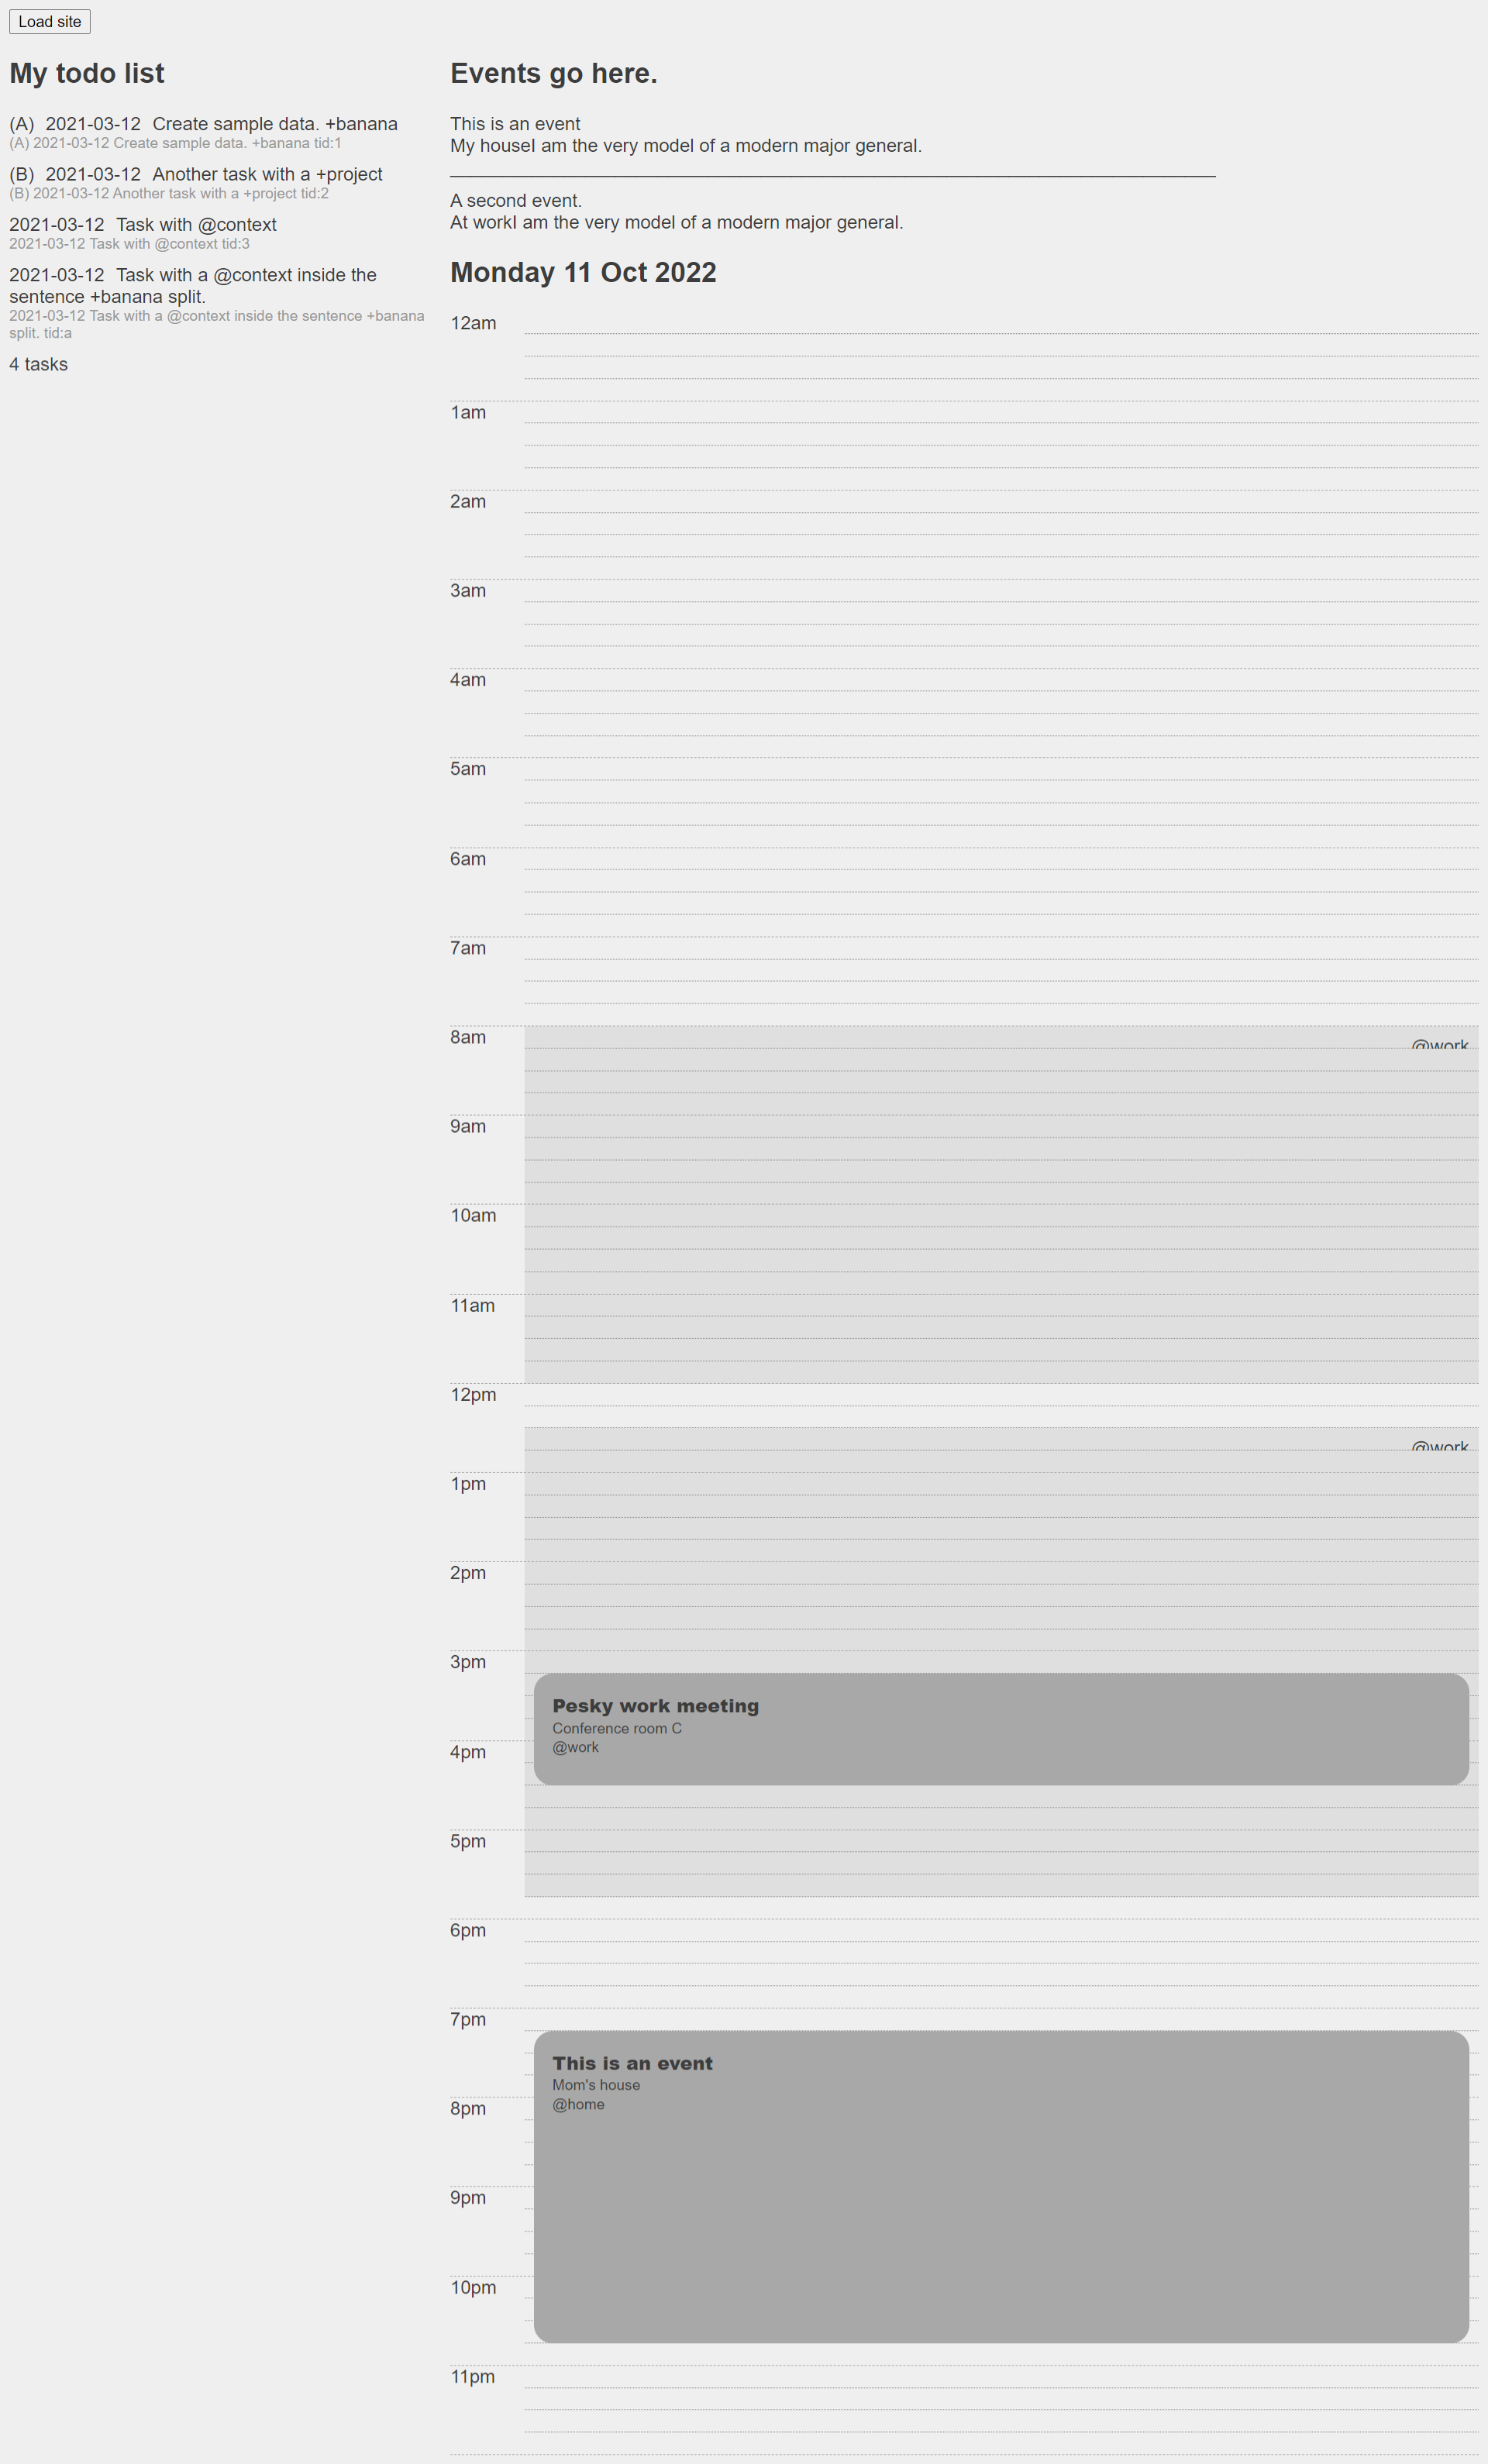 Load site
My todo list
(A) 2021-03-12 Create sample data. +banana
(A) 2021-03-12 Create sample data. +banana tid:1
(B) 2021-03-12 Another task with a +project
(B) 2021-03-12 Another task with a +project tid:2
2021-03-12 Task with @context
2021-03-12 Task with @context tid:3
2021-03-12 Task with a @context inside the
sentence +banana split.
2021-03-12 Task with a @context inside the sentence +banana
split. tid:a
4 tasks
Events go here.
This is an event
My houseI am the very model of a modern major general.
A second event.
At workI am the very model of a modern major general.
Monday 11 Oct 2022
12am
1am
2am
3am
4am
5am
6am
7am
8am
@work
9am
10am
11am
12pm
@work
1pm
2pm
3pm
Pesky work meeting
Conference room C
@work
4pm
5pm
6pm
7pm
This is an event
Mom's house
@home
8pm
9pm
10pm
11pm